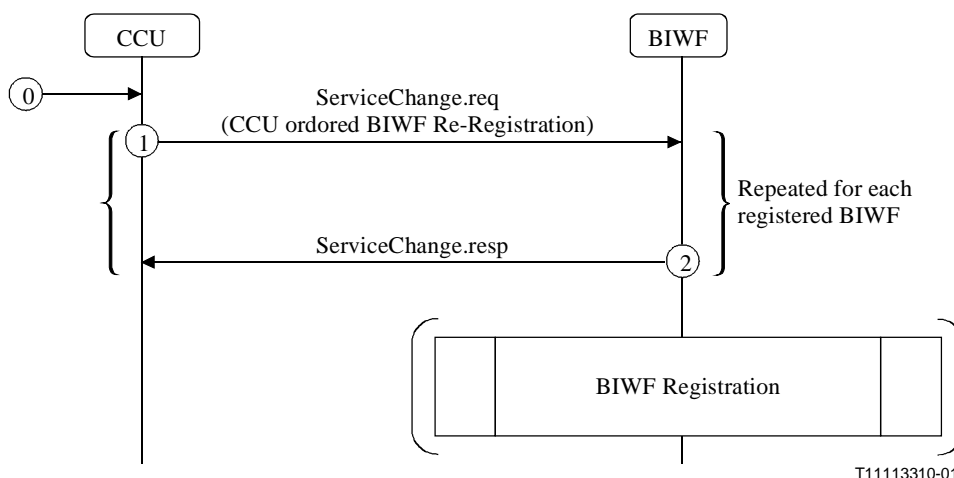 CCU
BIWF
0
ServiceChange.req
(CCU ordored BIWF Re-Registration)
1
Repeated for each
registered BIWF
ServiceChange.resp
2
BIWF Registration
T11113310-01